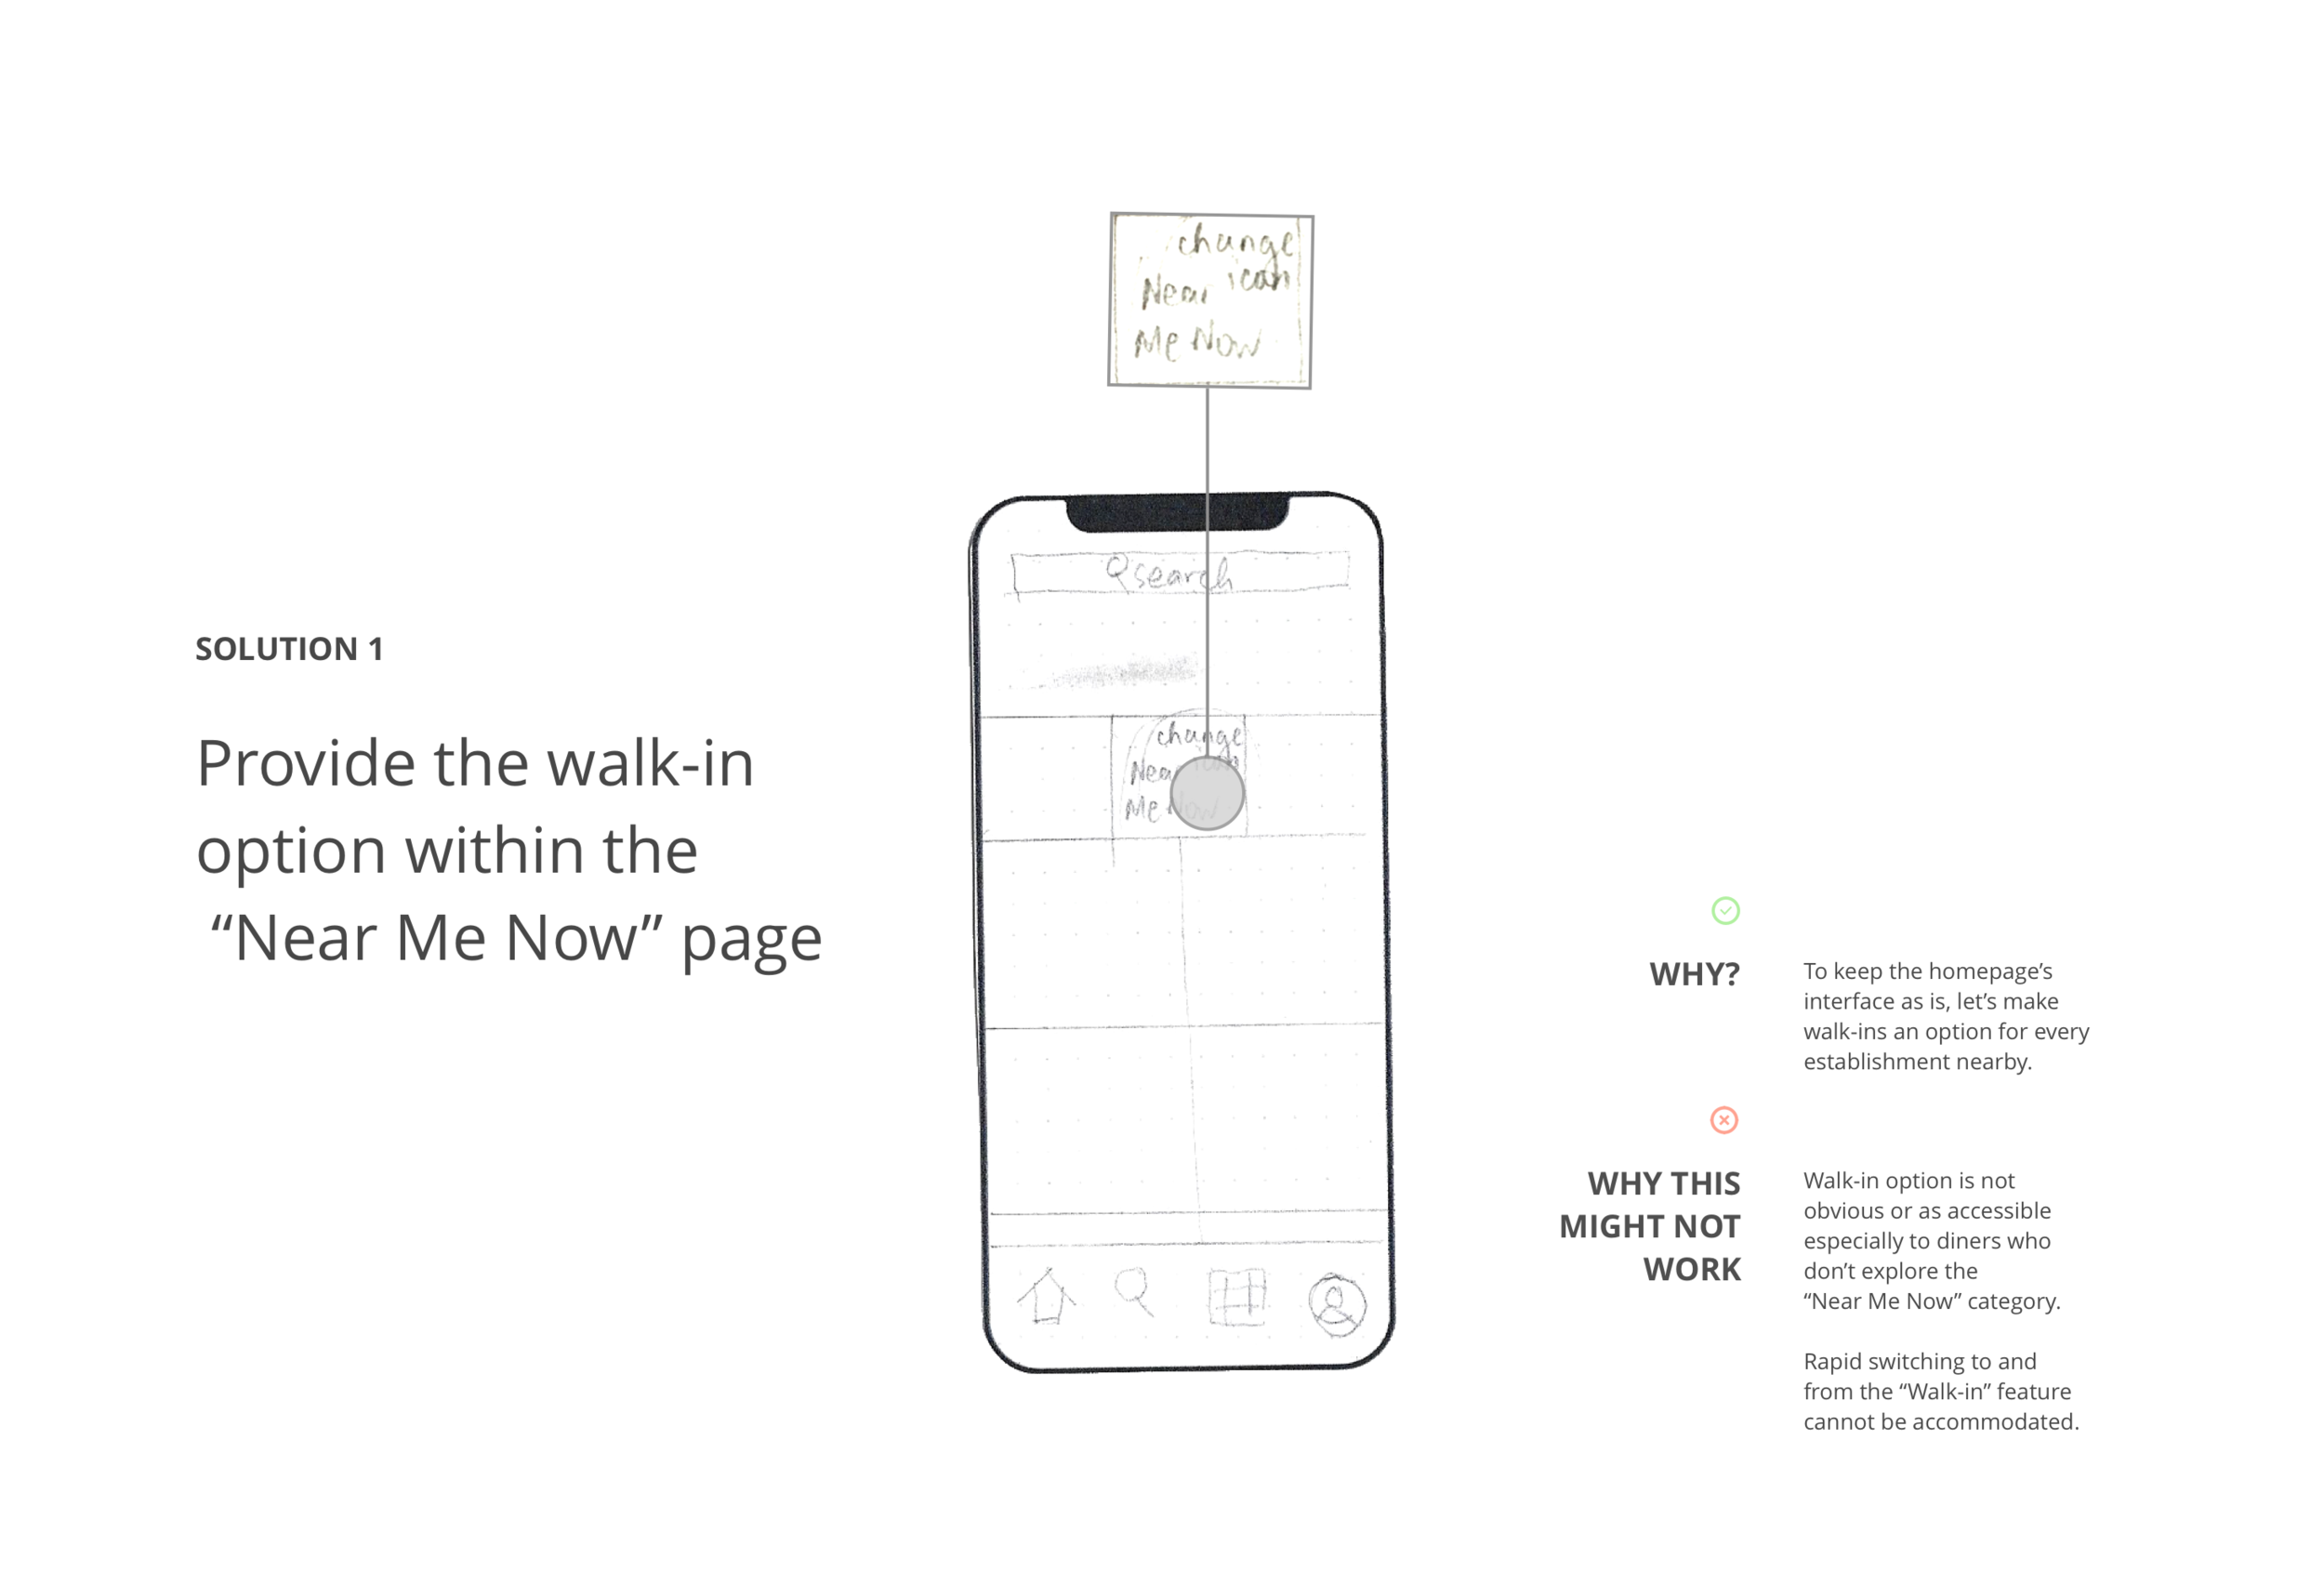 change
Near ican
Me Now
search
change
Near
Me Now
SOLUTION 1
Provide the walk-in
option within the
“Near Me Now” page
WHY?
To keep the homepage’s
interface as is, let’s make
walk-ins an option for every
establishment nearby.
WHY THIS
MIGHT NOT
WORK
Walk-in option is not
obvious or as accessible
especially to diners who
don’t explore the
“Near Me Now” category.
Rapid switching to and
from the “Walk-in” feature
cannot be accommodated.